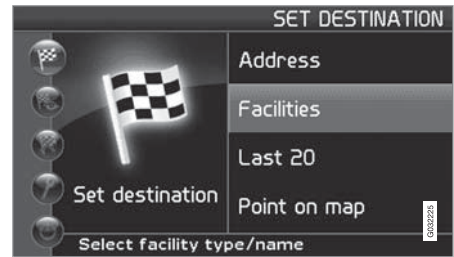 SET DESTINATION
Address
Facilities
Last 20
Set destination
Point on map
G032225
Select facility type/name